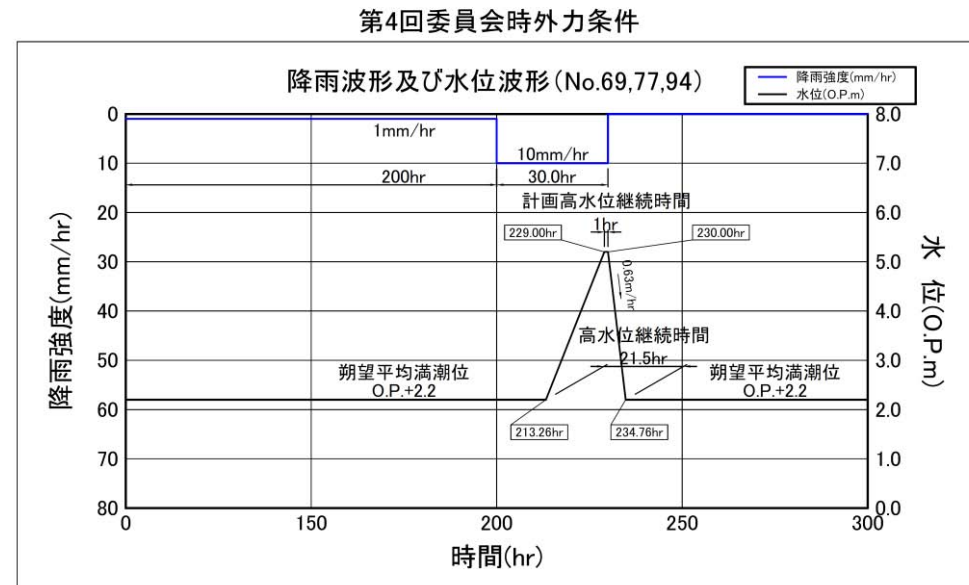 第4回委員会時外力条件
降雨波形及び水位波形(No.69,77,94)
降雨強度(mm/hr)
水位(O.P.m)
0
10
20
30
40
50
60
70
80
降雨強度(mm/hr)
8.0
7.0
6.0
5.0
4.0
3.0
2.0
1.0
0.0
水 位(O.P.m)
1mm/hr
10mm/hr
200hr
30.0hr
計画高水位継続時間
1hr
229.00hr
230.00hr
0.63m/hr
高水位継続時間
21.5hr
朔望平均満潮位
O.P.+2.2
朔望平均満潮位
O.P.+2.2
213.26hr
234.76hr
0
150
200
250
300
時間(hr)